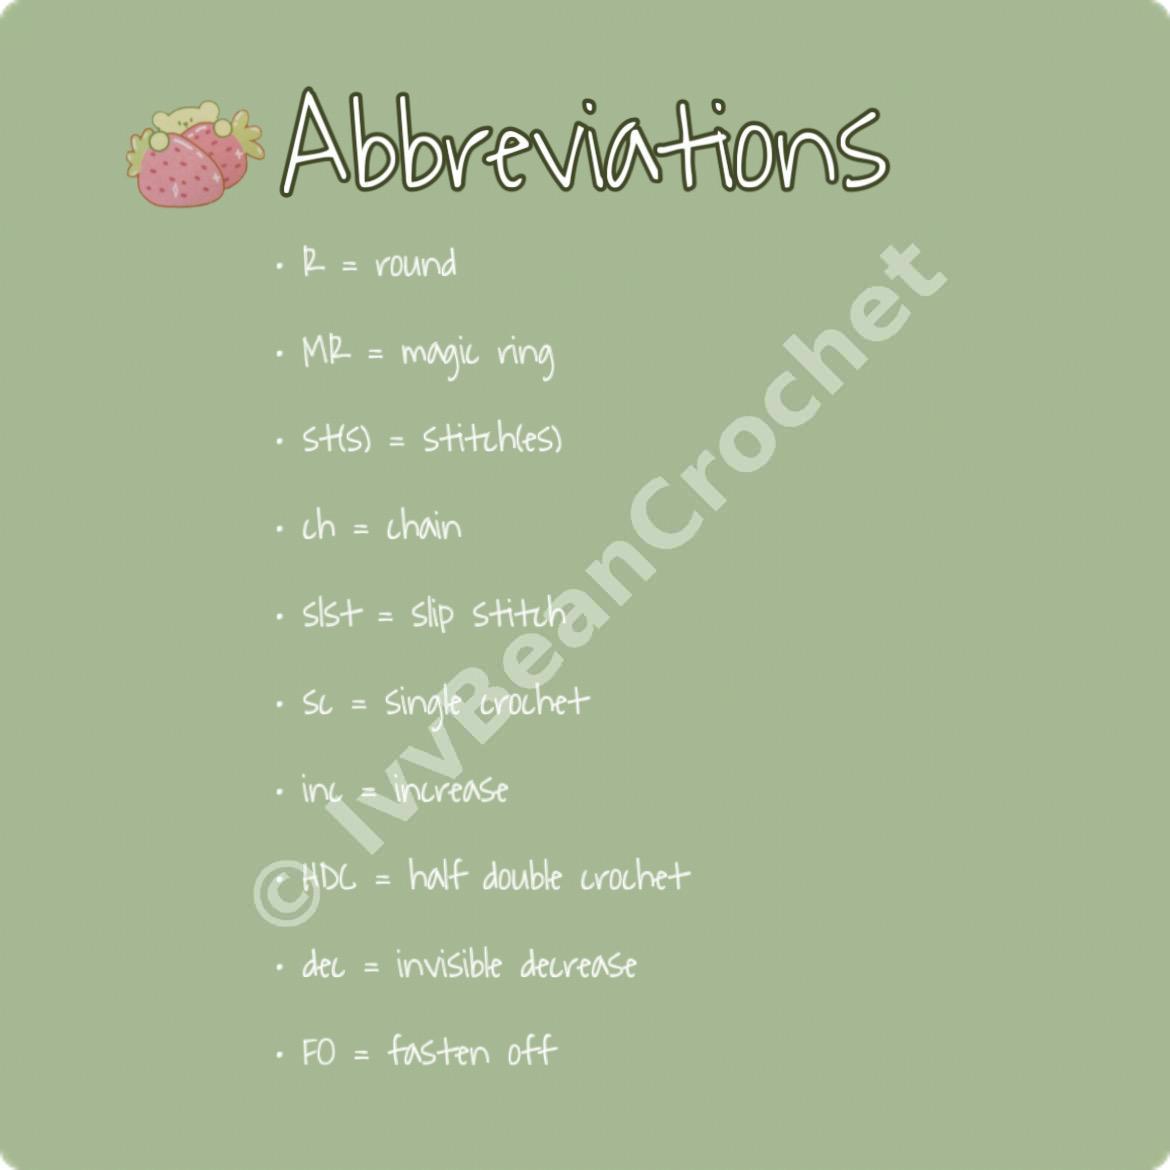 Abbreviations
• R = round
• MR = magic ring
• st(s) = stitch(es)
• ch = chain
• slst = slip stitch
• sc = single crochet
• inc = increase
• HDC = half double crochet
• dec = invisible decrease
• FO = fasten off
© IvvBeanCrochet